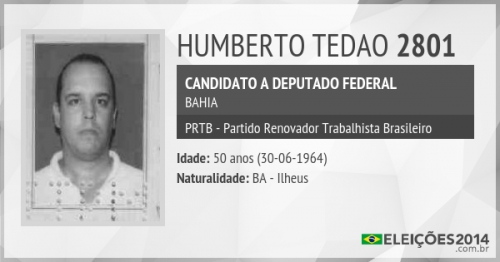 HUMBERTO TEDAO 2801
CANDIDATO A DEPUTADO FEDERAL
BAHIA
PRTB - Partido Renovador Trabalhista Brasileiro
Idade: 50 anos (30-06-1964)
Naturalidade: BA - Ilheus
ELEIÇÕES2014
.com.br